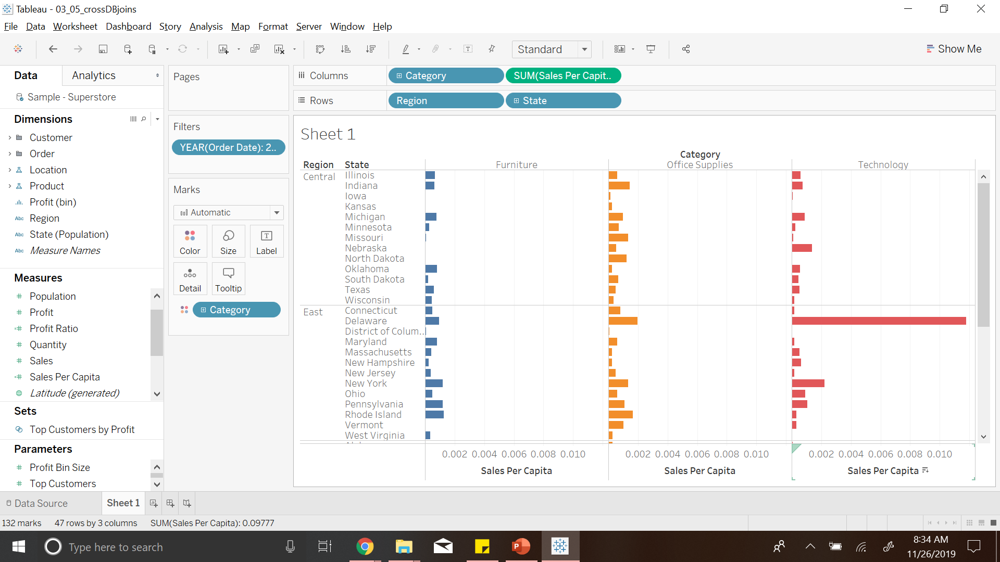 Tableau - 03_05_crossDBjoins
File Data Worksheet Dashboard Story Analysis Map Format Server Window Help
Standard
Show Me
Data Analytics
Sample - Superstore
Dimensions
Customer
Order
Location
Product
Profit (bin)
Abc Region
Abc State (Population)
Abc Measure Names
Measures
Population
Profit
Profit Ratio
Quantity
Sales
Sales Per Capita
Latitude (generated)
Sets
Top Customers by Profit
Parameters
Profit Bin Size
Top Customers
Pages
Filters
YEAR(Order Date): 2..
Marks
Automatic
Color Size Label
Detail Tooltip
Category
Columns Category SUM(Sales Per Capit..
Rows Region State
Sheet 1
Category
Region State Furniture Office Supplies Technology
Central Illinois
Indiana
Iowa
Kansas
Michigan
Minnesota
Missouri
Nebraska
North Dakota
Oklahoma
South Dakota
Texas
Wisconsin
East Connecticut
Delaware
District of Colum..
Maryland
Massachusetts
New Hampshire
New Jersey
New York
Ohio
Pennsylvania
Rhode Island
Vermont
West Virginia
0.002 0.004 0.006 0.008 0.010 0.002 0.004 0.006 0.008 0.010 0.002 0.004 0.006 0.008 0.010
Sales Per Capita Sales Per Capita Sales Per Capita
Data Source Sheet 1
132 marks 47 rows by 3 columns SUM(Sales Per Capita): 0.09777
Type here to search
8:34 AM
11/26/2019